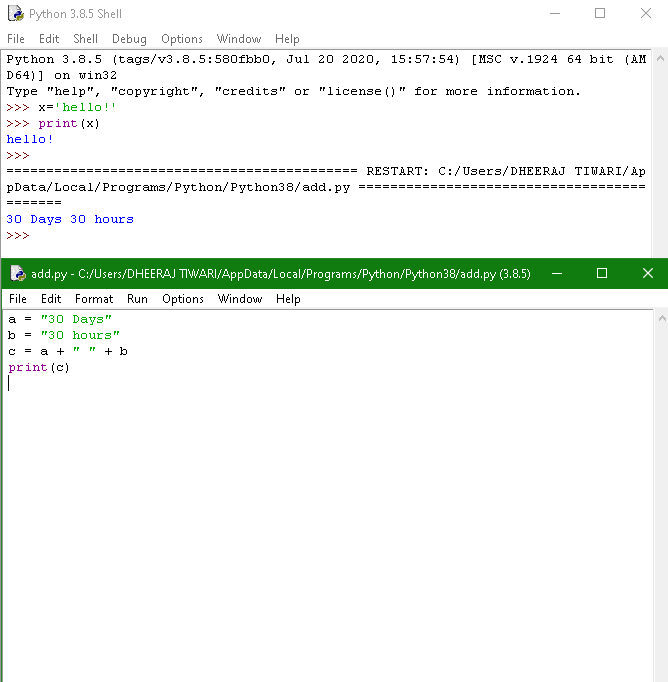 Python 3.8.5 Shell
File Edit Shell Debug Options Window Help
Python 3.8.5 (tags/v3.8.5:580fbb0, Jul 20 2020, 15:57:54) [MSC v.1924 64 bit (AM
D64)] on win32
Type "help", "copyright", "credits" or "license()" for more information.
>>> x='hello!'
>>> print(x)
hello!
>>>
============================================ RESTART: C:/Users/DHEERAJ TIWARI/Ap
pData/Local/Programs/Python/Python38/add.py ====================================
=======
30 Days 30 hours
>>>
add.py - C:/Users/DHEERAJ TIWARI/AppData/Local/Programs/Python/Python38/add.py (3.8.5)
File Edit Format Run Options Window Help
a = "30 Days"
b = "30 hours"
c = a + " " + b
print(c)